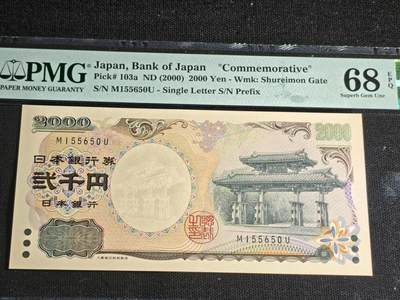 PMG
PAPER MONEY GUARANTY
Japan, Bank of Japan "Commemorative"
Pick# 103a ND (2000) 2000 Yen - Wmk: Shureimon Gate
S/N M155650U - Single Letter S/N Prefix
68 EPQ
Superb Gem Unc
2000
2000
M155650U
日本銀行券
弐千円
日本銀行
M155650U